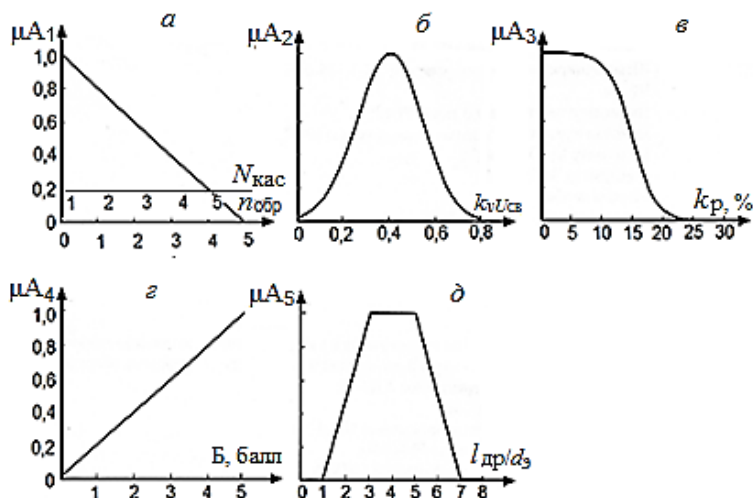 а
б
в
μA1
μA2
μA3
1,0
0,8
0,6
0,4
0,2
0
Nкас
nобр
1 2 3 4 5
0 1 2 3 4 5
kVUсв
0 0,2 0,4 0,6 0,8
kр, %
0 5 10 15 20 25 30
г
д
μA4
μA5
1,0
0,8
0,6
0,4
0,2
0
Б, балл
1 2 3 4 5
lдр/dэ
0 1 2 3 4 5 6 7 8